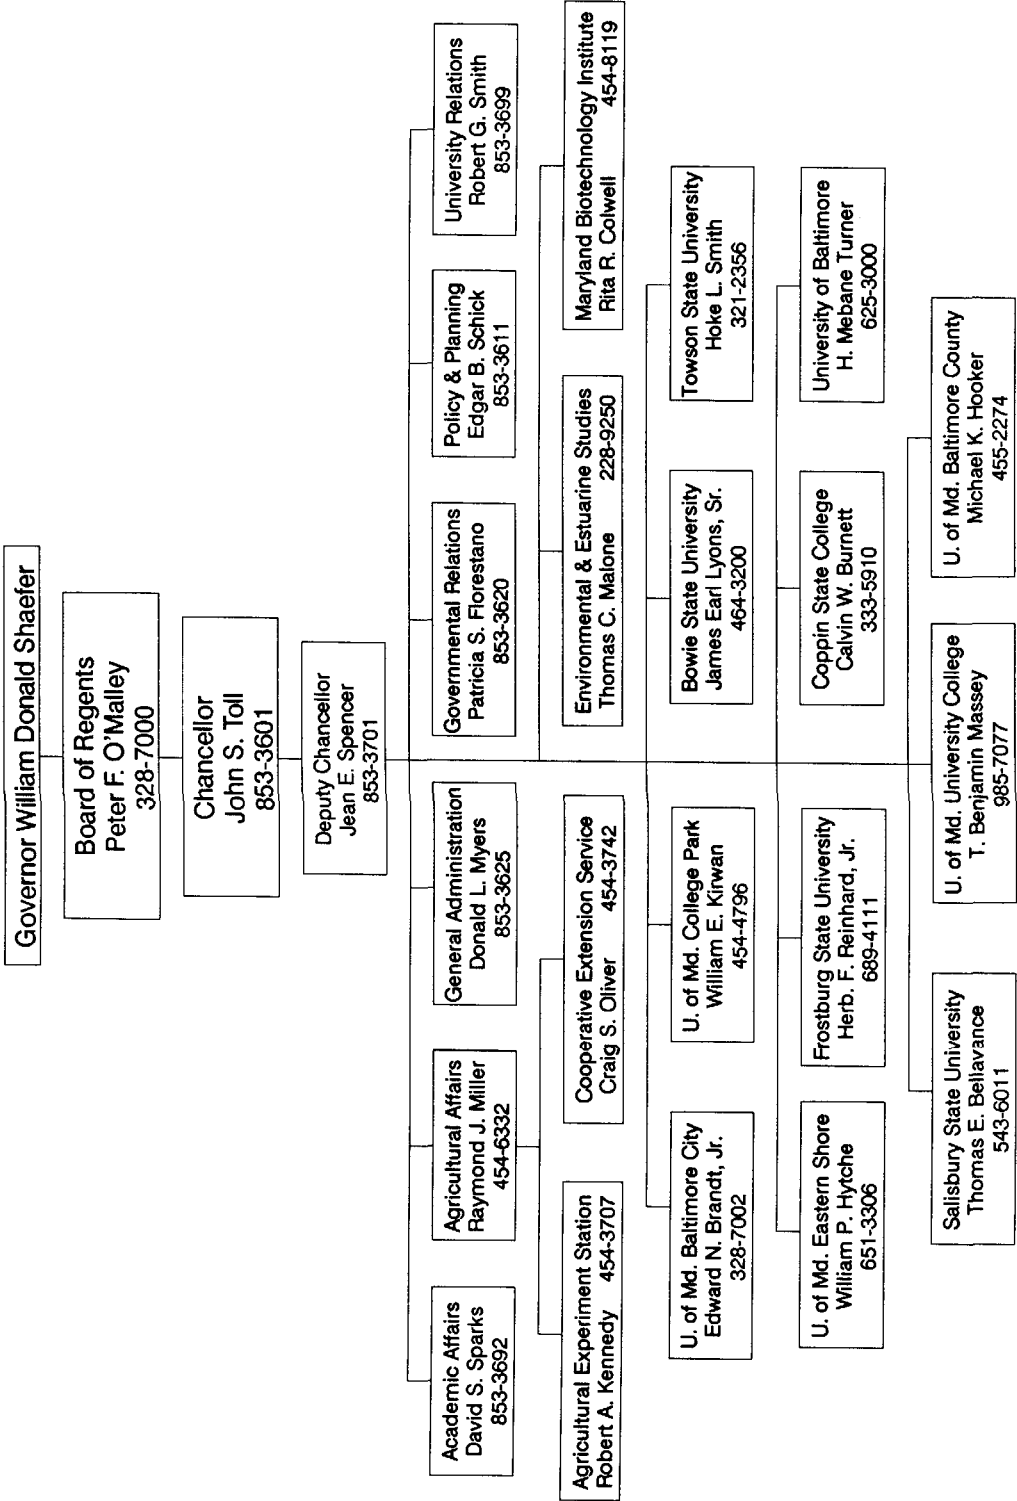 Governor William Donald Shaefer
Board of Regents
Peter F. O'Malley
328-7000
Chancellor
John S. Toll
853-3601
Deputy Chancellor
Jean E. Spencer
853-3701
Academic Affairs
David S. Sparks
853-3692
Agricultural Affairs
Raymond J. Miller
454-6332
General Administration
Donald L. Myers
853-3625
Governmental Relations
Patricia S. Florestano
853-3620
Policy & Planning
Edgar B. Schick
853-3611
University Relations
Robert G. Smith
853-3699
Agricultural Experiment Station
Robert A. Kennedy 454-3707
Cooperative Extension Service
Craig S. Oliver 454-3742
Environmental & Estuarine Studies
Thomas C. Malone 228-9250
Maryland Biotechnology Institute
Rita R. Colwell 454-8119
U. of Md. Baltimore City
Edward N. Brandt, Jr.
328-7002
U. of Md. College Park
William E. Kirwan
454-4796
Bowie State University
James Earl Lyons, Sr.
464-3200
Towson State University
Hoke L. Smith
321-2356
U. of Md. Eastern Shore
William P. Hytche
651-3306
Frostburg State University
Herb. F. Reinhard, Jr.
689-4111
Coppin State College
Calvin W. Burnett
333-5910
University of Baltimore
H. Mebane Turner
625-3000
Salisbury State University
Thomas E. Bellavance
543-6011
U. of Md. University College
T. Benjamin Massey
985-7077
U. of Md. Baltimore County
Michael K. Hooker
455-2274